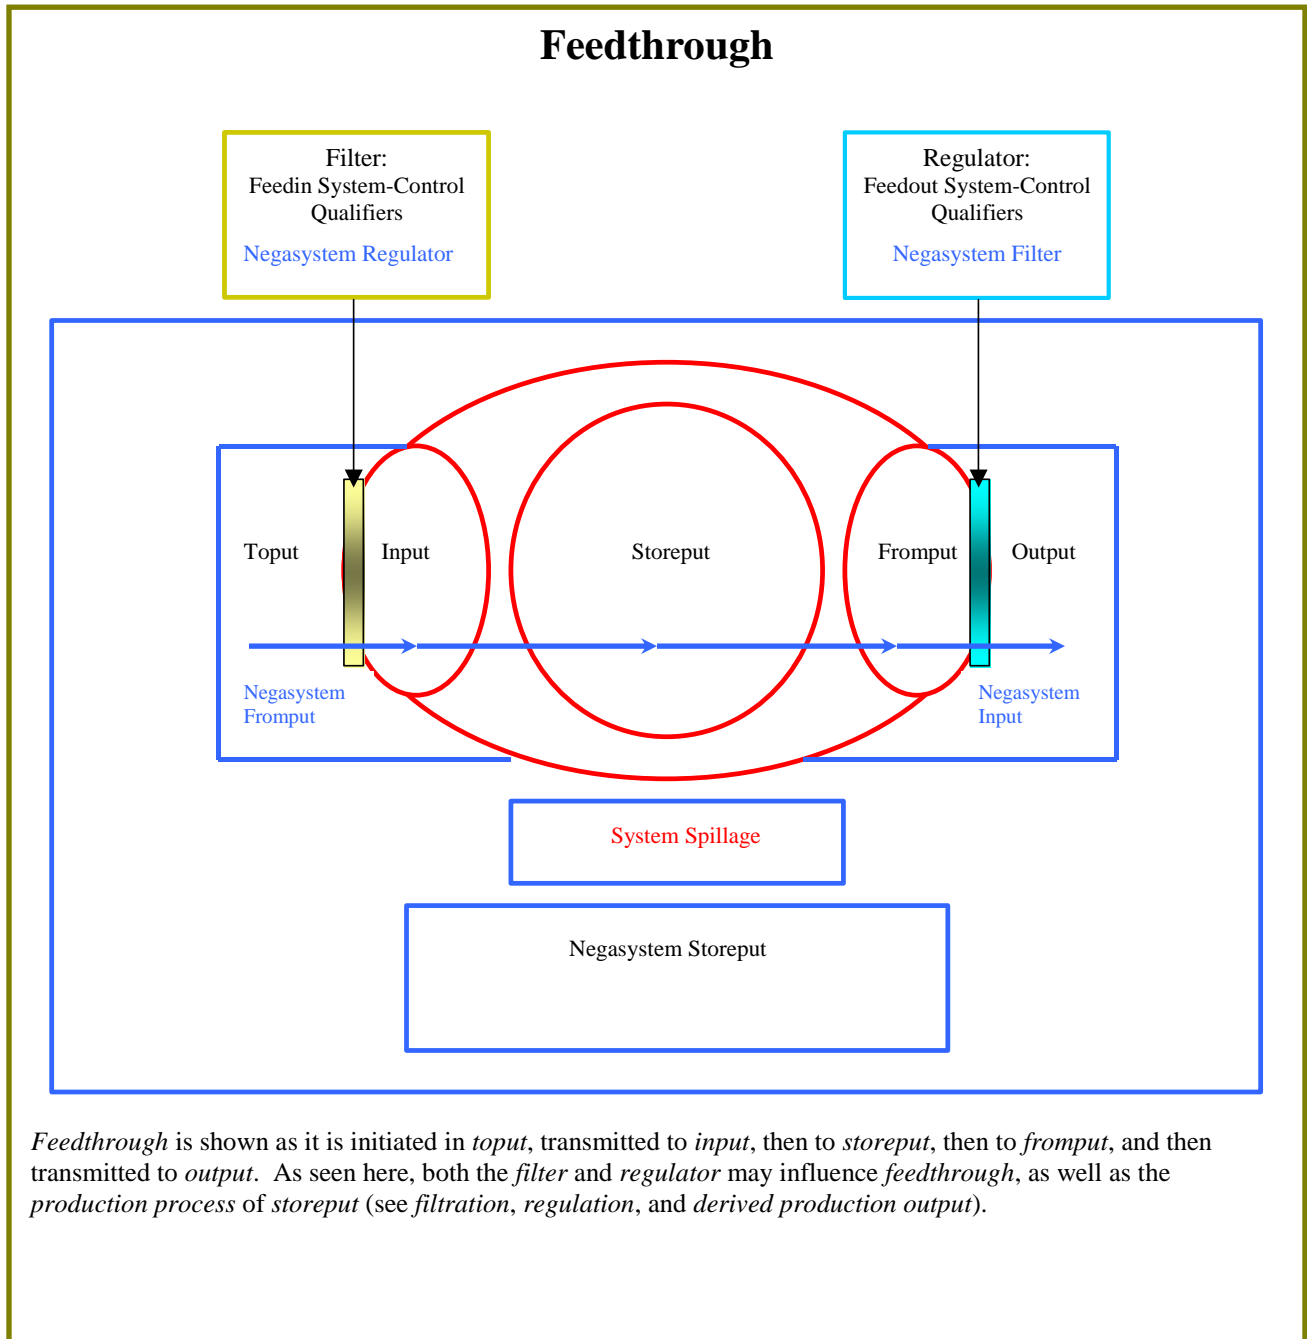 Feedthrough
Filter:
Feedin System-Control
Qualifiers
Negasystem Regulator
Regulator:
Feedout System-Control
Qualifiers
Negasystem Filter
Toput
Input
Storeput
Fromput
Output
Negasystem
Fromput
Negasystem
Input
System Spillage
Negasystem Storeput
Feedthrough is shown as it is initiated in toput, transmitted to input, then to storeput, then to fromput, and then
transmitted to output.  As seen here, both the filter and regulator may influence feedthrough, as well as the
production process of storeput (see filtration, regulation, and derived production output).